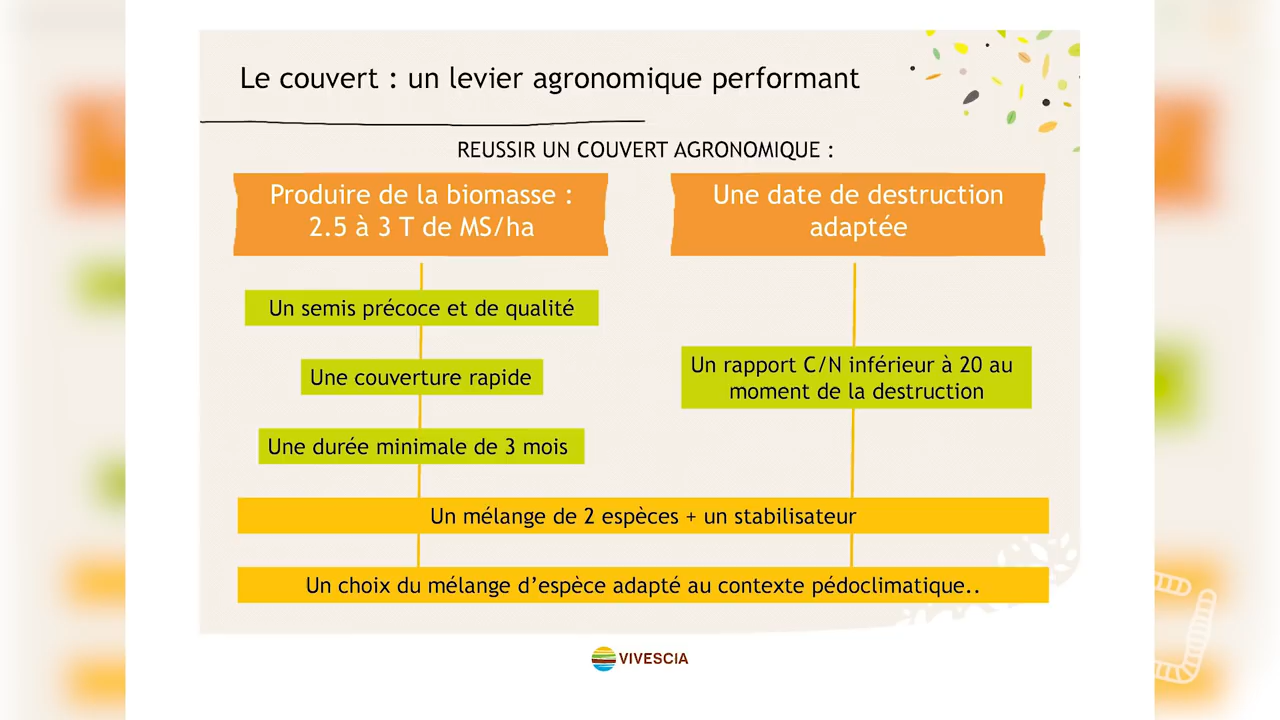 Le couvert : un levier agronomique performant
REUSSIR UN COUVERT AGRONOMIQUE :
Produire de la biomasse :
2.5 à 3 T de MS/ha
Un semis précoce et de qualité
Une couverture rapide
Une durée minimale de 3 mois
Une date de destruction
adaptée
Un rapport C/N inférieur à 20 au
moment de la destruction
Un mélange de 2 espèces + un stabilisateur
Un choix du mélange d'espèce adapté au contexte pédoclimatique..
VIVESCIA